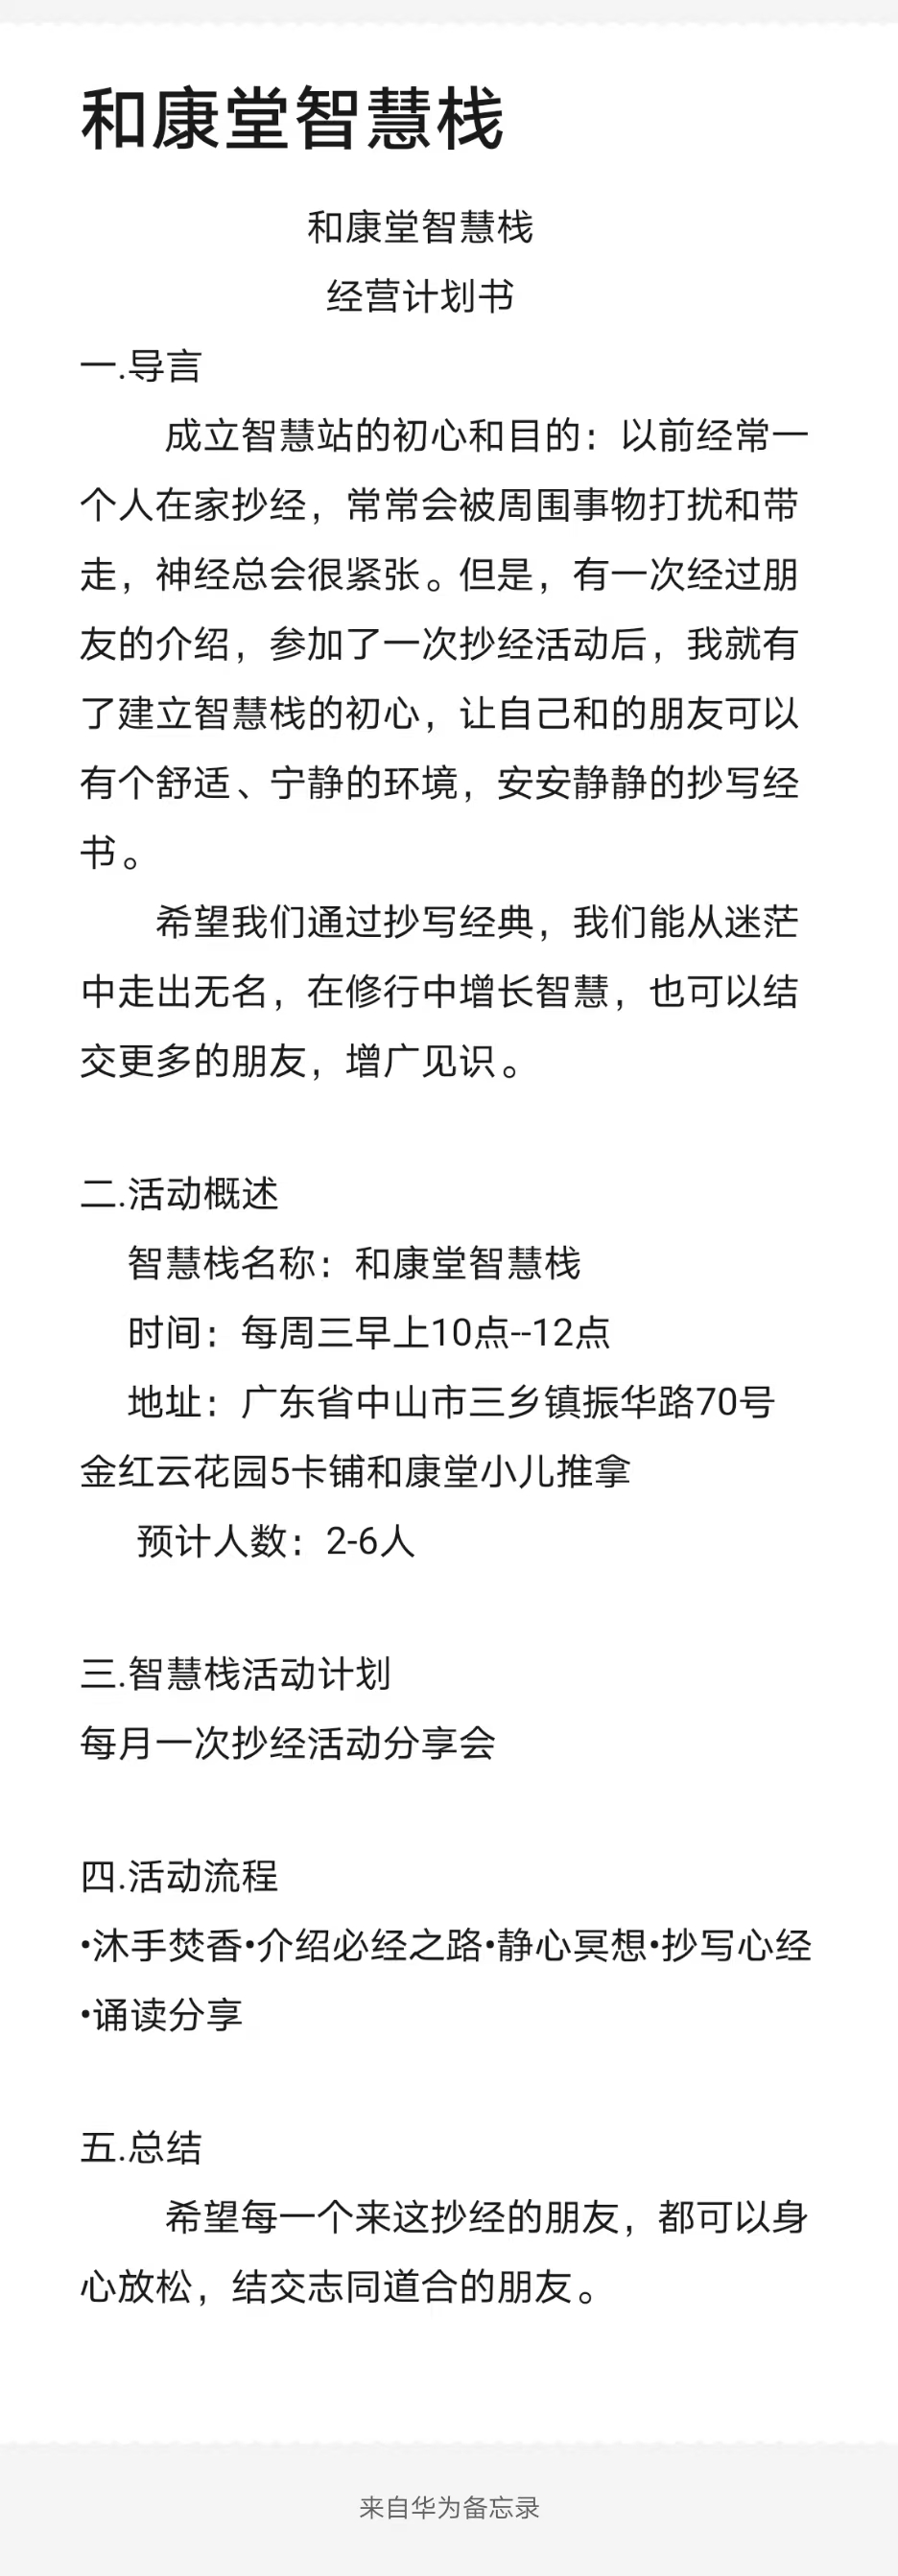 和康堂智慧栈
和康堂智慧栈
经营计划书
一.导言
成立智慧站的初心和目的：以前经常一
个人在家抄经，常常会被周围事物打扰和带
走，神经总会很紧张。但是，有一次经过朋
友的介绍，参加了一次抄经活动后，我就有
了建立智慧栈的初心，让自己和的朋友可以
有个舒适、宁静的环境，安安静静的抄写经
书。
希望我们通过抄写经典，我们能从迷茫
中走出无名，在修行中增长智慧，也可以结
交更多的朋友，增广见识。
二.活动概述
智慧栈名称：和康堂智慧栈
时间：每周三早上10点--12点
地址：广东省中山市三乡镇振华路70号
金红云花园5卡铺和康堂小儿推拿
预计人数：2-6人
三.智慧栈活动计划
每月一次抄经活动分享会
四.活动流程
•沐手焚香•介绍必经之路•静心冥想•抄写心经
•诵读分享
五.总结
希望每一个来这抄经的朋友，都可以身
心放松，结交志同道合的朋友。
来自华为备忘录